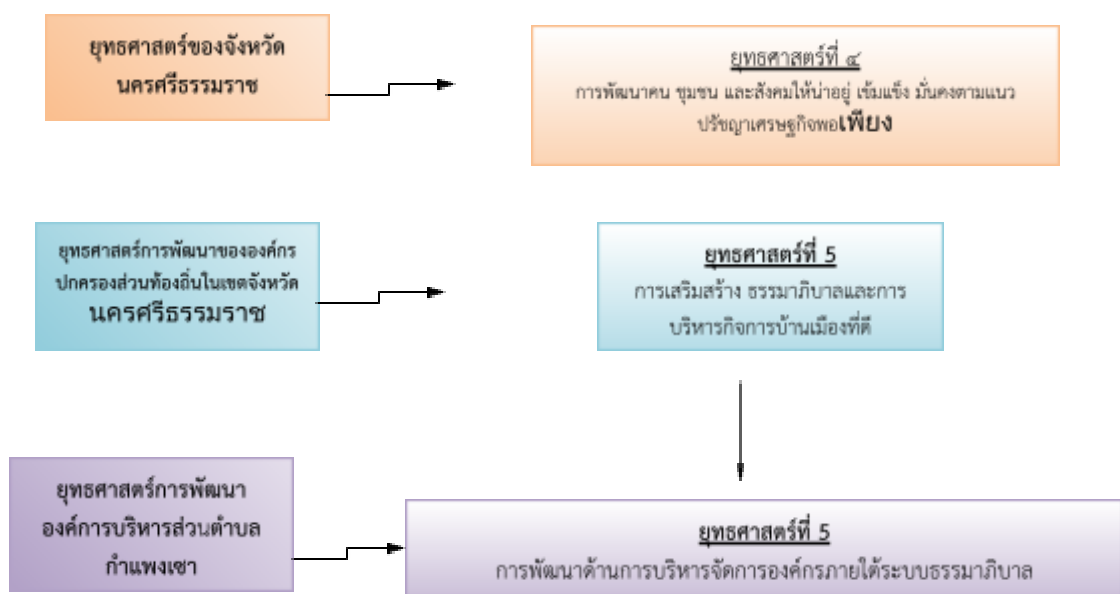 ยุทธศาสตร์ของจังหวัด
นครศรีธรรมราช
ยุทธศาสตร์ที่ ๔
การพัฒนาคน ชุมชน และสังคมให้น่าอยู่ เข้มแข็ง มั่นคงตามแนว
ปรัชญาเศรษฐกิจพอเพียง
ยุทธศาสตร์การพัฒนาขององค์กร
ปกครองส่วนท้องถิ่นในเขตจังหวัด
นครศรีธรรมราช
ยุทธศาสตร์ที่ 5
การเสริมสร้าง ธรรมาภิบาลและการ
บริหารกิจการบ้านเมืองที่ดี
ยุทธศาสตร์การพัฒนา
องค์การบริหารส่วนตำบล
กำแพงเซา
ยุทธศาสตร์ที่ 5
การพัฒนาด้านการบริหารจัดการองค์กรภายใต้ระบบธรรมาภิบาล